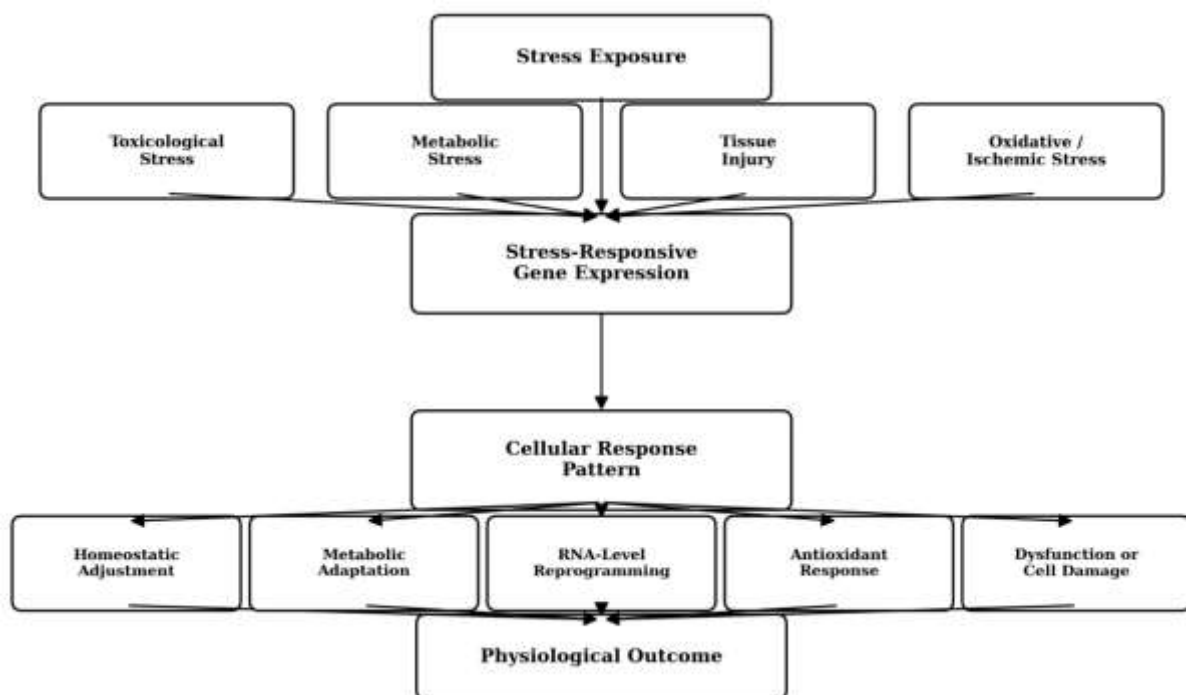 Stress Exposure
Toxicological
Stress
Metabolic
Stress
Tissue
Injury
Oxidative /
Ischemic Stress
Stress-Responsive
Gene Expression
Cellular Response
Pattern
Homeostatic
Adjustment
Metabolic
Adaptation
RNA-Level
Reprogramming
Antioxidant
Response
Dysfunction or
Cell Damage
Physiological Outcome